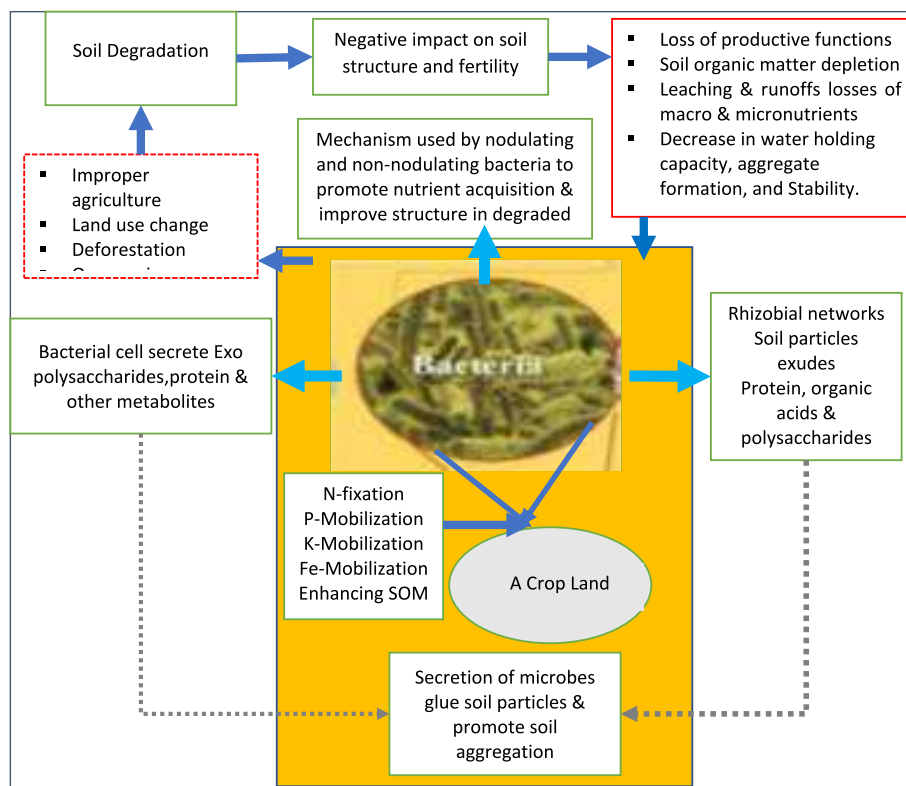 Soil Degradation
Negative impact on soil
structure and fertility
▪ Loss of productive functions
▪ Soil organic matter depletion
▪ Leaching & runoffs losses of
macro & micronutrients
▪ Decrease in water holding
capacity, aggregate
formation, and Stability.
Mechanism used by nodulating
and non-nodulating bacteria to
promote nutrient acquisition &
improve structure in degraded
▪ Improper
agriculture
▪ Land use change
▪ Deforestation
Bacterial cell secrete Exo
polysaccharides,protein &
other metabolites
Bacteria
Rhizobial networks
Soil particles
exudes
Protein, organic
acids &
polysaccharides
N-fixation
P-Mobilization
K-Mobilization
Fe-Mobilization
Enhancing SOM
A Crop Land
Secretion of microbes
glue soil particles &
promote soil
aggregation